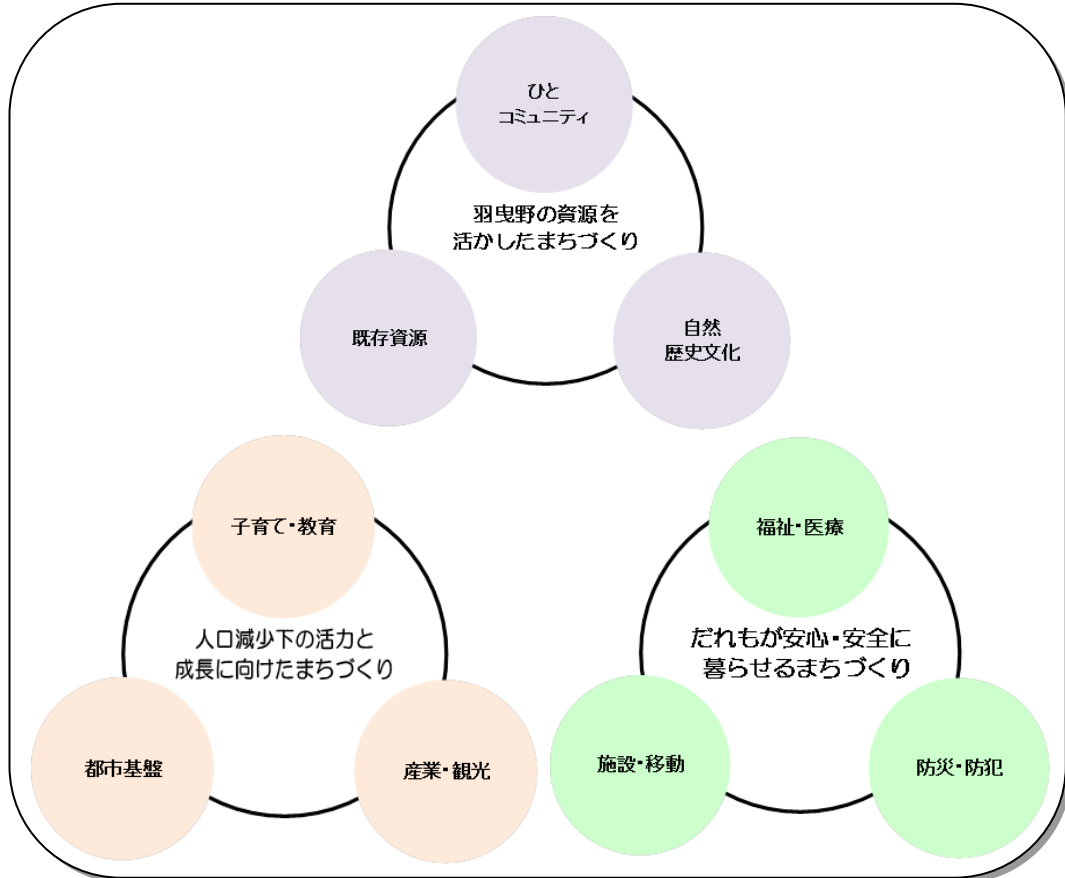 ひと
コミュニティ
羽曳野の資源を
活かしたまちづくり
既存資源
自然
歴史文化
子育て・教育
人口減少下の活力と
成長に向けたまちづくり
都市基盤
産業・観光
福祉・医療
だれもが安心・安全に
暮らせるまちづくり
施設・移動
防災・防犯